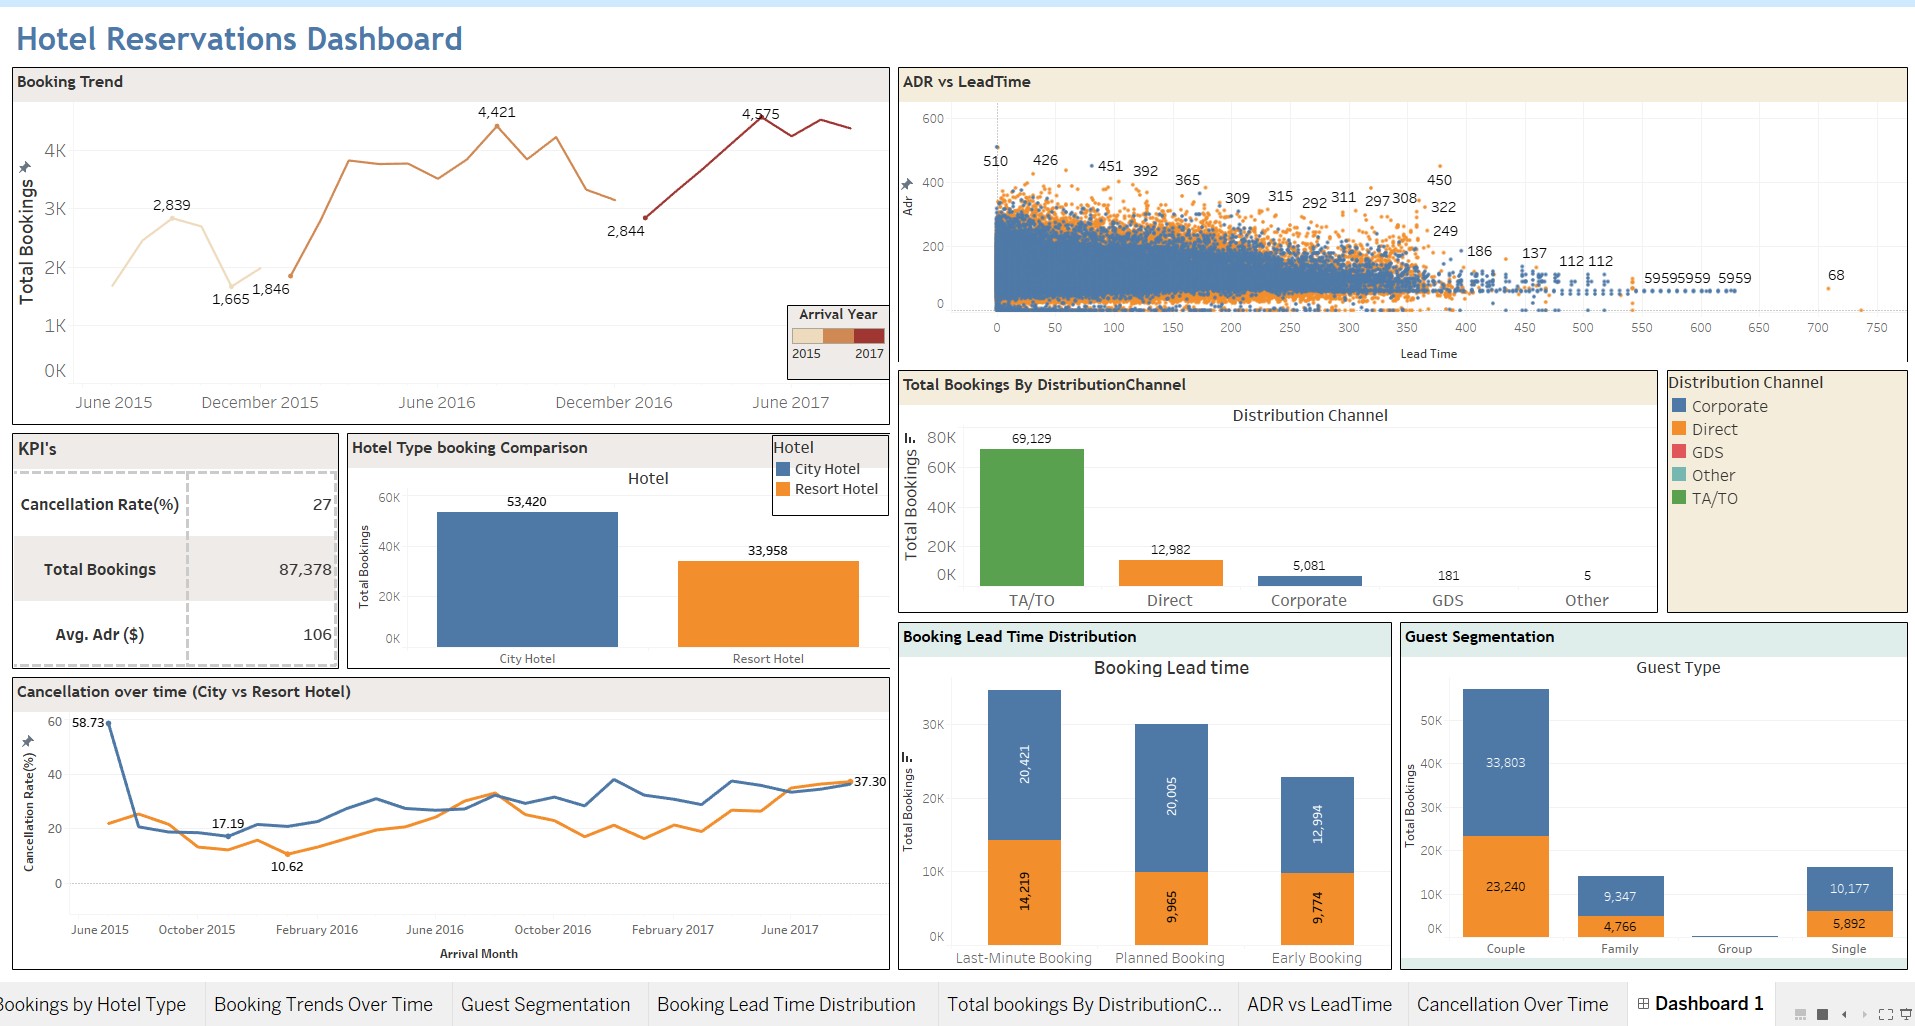 Hotel Reservations Dashboard
Booking Trend
Total Bookings
4K
3K
2K
1K
0K
2,839
1,665
1,846
4,421
2,844
4,575
Arrival Year
2015 2017
June 2015 December 2015 June 2016 December 2016 June 2017
ADR vs LeadTime
Adr
600
400
200
0
510 426 451 392 365 309 315 292 311 297 308 450
322
249
186 137 112 112 59595959 5959 68
0 50 100 150 200 250 300 350 400 450 500 550 600 650 700 750
Lead Time
KPI's
Cancellation Rate(%) 27
Total Bookings 87,378
Avg. Adr ($) 106
Hotel Type booking Comparison
Hotel
City Hotel
Resort Hotel
Hotel
Total Bookings
60K
40K
20K
0K
53,420
33,958
City Hotel Resort Hotel
Total Bookings By DistributionChannel
Distribution Channel
Total Bookings
80K
60K
40K
20K
0K
69,129
12,982
5,081
181
5
TA/TO Direct Corporate GDS Other
Distribution Channel
Corporate
Direct
GDS
Other
TA/TO
Cancellation over time (City vs Resort Hotel)
Cancellation Rate(%)
60
40
20
0
58.73
17.19
10.62
37.30
June 2015 October 2015 February 2016 June 2016 October 2016 February 2017 June 2017
Arrival Month
Booking Lead Time Distribution
Booking Lead time
Total Bookings
30K
20K
10K
0K
20,421
14,219
20,005
9,965
12,994
9,774
Last-Minute Booking Planned Booking Early Booking
Guest Segmentation
Guest Type
Total Bookings
50K
40K
30K
20K
10K
0K
33,803
23,240
9,347
4,766
10,177
5,892
Couple Family Group Single
Bookings by Hotel Type Booking Trends Over Time Guest Segmentation Booking Lead Time Distribution Total bookings By DistributionC... ADR vs LeadTime Cancellation Over Time Dashboard 1